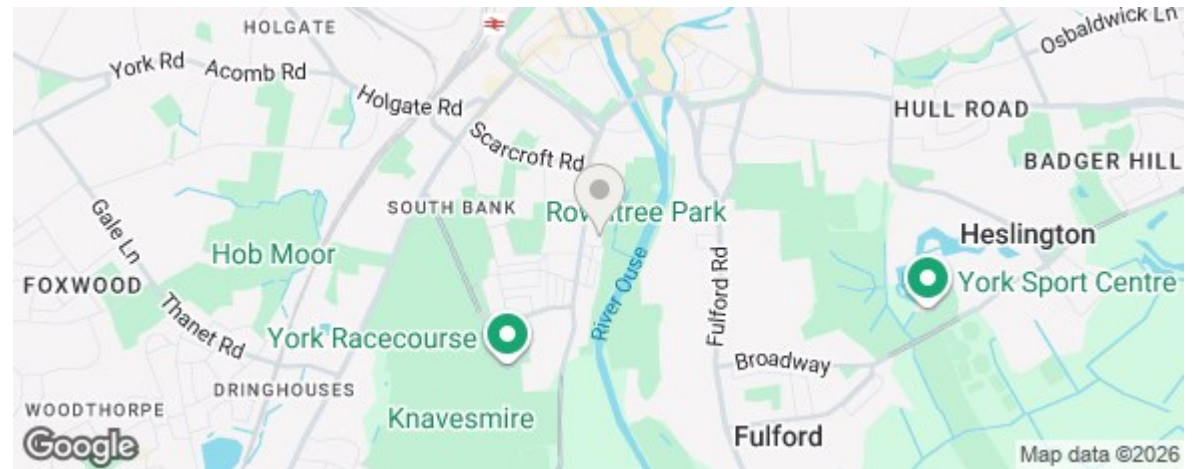 HOLGATE
York Rd
Acomb Rd
Holgate Rd
Scarcroft Rd
Osbaldwick Ln
HULL ROAD
BADGER HILL
SOUTH BANK
Rowntree Park
Gale Ln
Hob Moor
Heslington
FOXWOOD
York Sport Centre
Thanet Rd
River Ouse
Fulford Rd
York Racecourse
Broadway
DRINGHOUSES
WOODTHORPE
Knavesmire
Fulford
Google
Map data ©2026